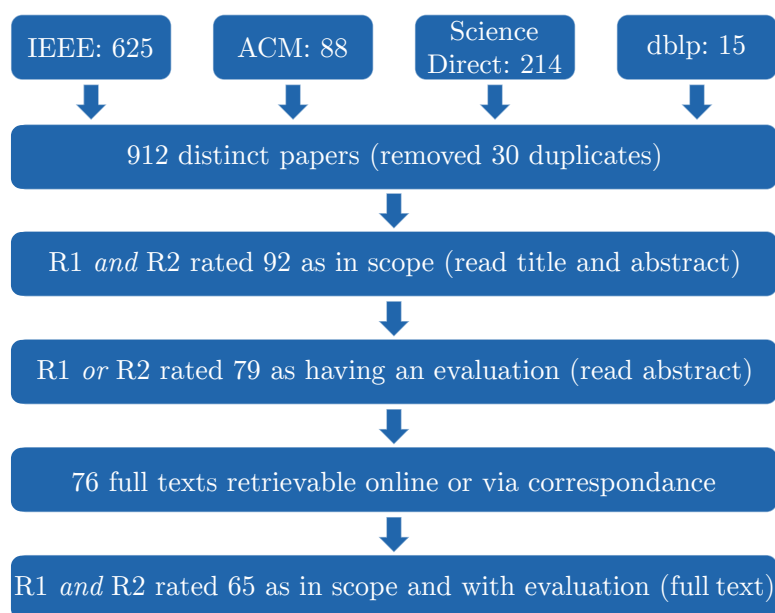 IEEE: 625
ACM: 88
Science
Direct: 214
dblp: 15
912 distinct papers (removed 30 duplicates)
R1 and R2 rated 92 as in scope (read title and abstract)
R1 or R2 rated 79 as having an evaluation (read abstract)
76 full texts retrievable online or via correspondance
R1 and R2 rated 65 as in scope and with evaluation (full text)